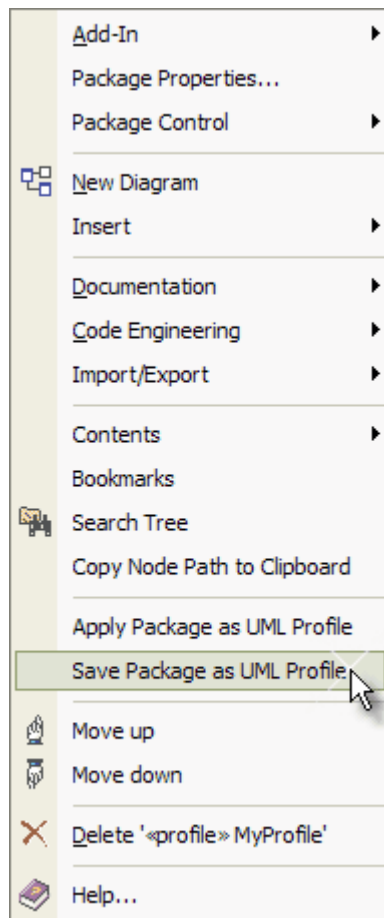 Add-In
Package Properties...
Package Control
New Diagram
Insert
Documentation
Code Engineering
Import/Export
Contents
Bookmarks
Search Tree
Copy Node Path to Clipboard
Apply Package as UML Profile
Save Package as UML Profile
Move up
Move down
Delete '«profile» MyProfile'
Help...